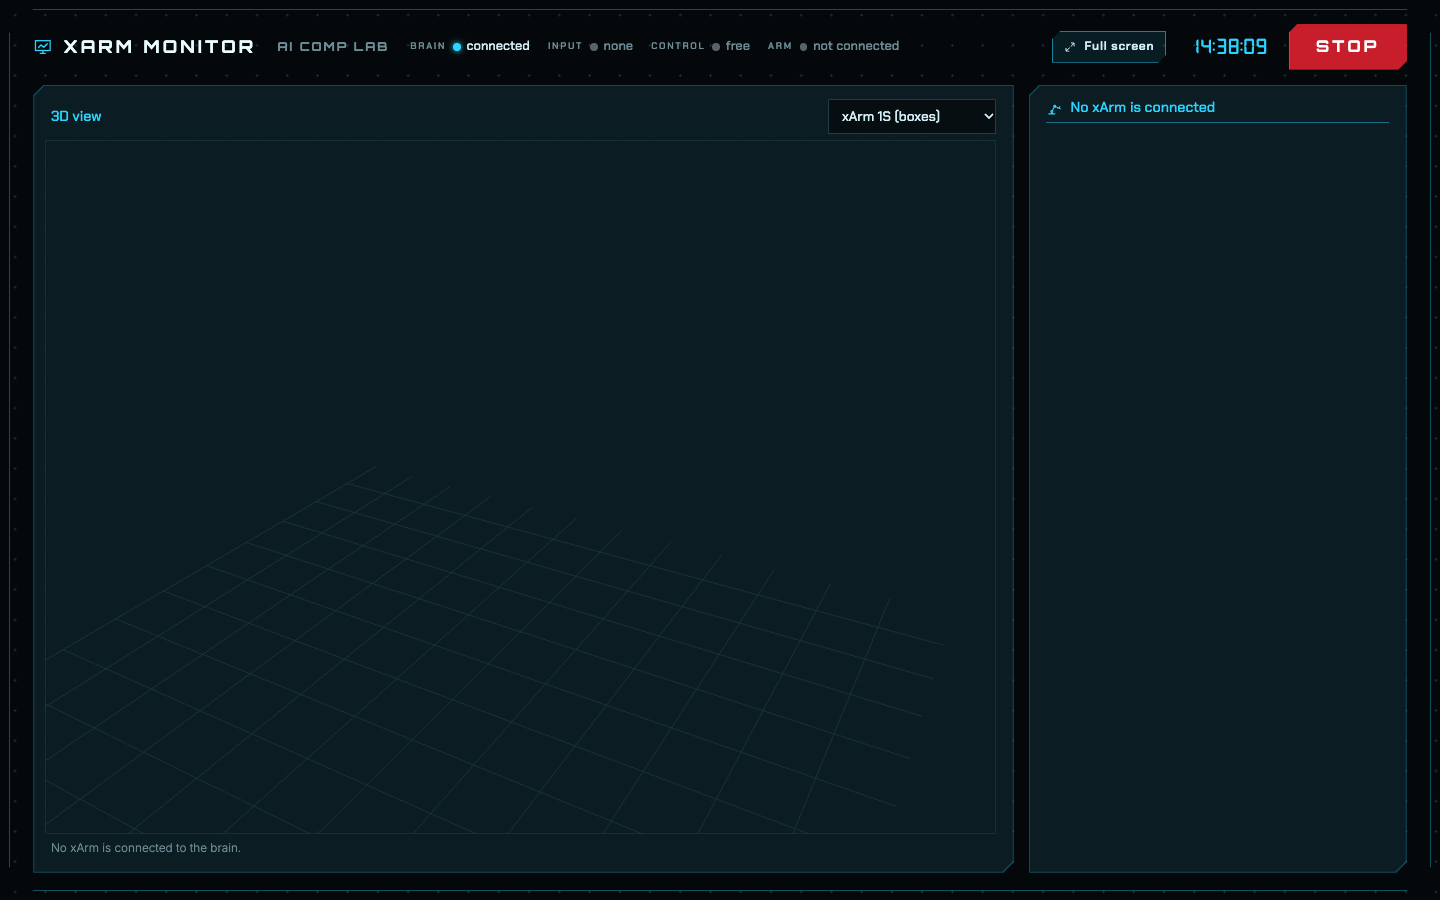 XARM MONITOR AI COMP LAB BRAIN connected INPUT none CONTROL free ARM not connected Full screen 14:38:09 STOP
3D view xArm 1S (boxes)
No xArm is connected to the brain.
No xArm is connected